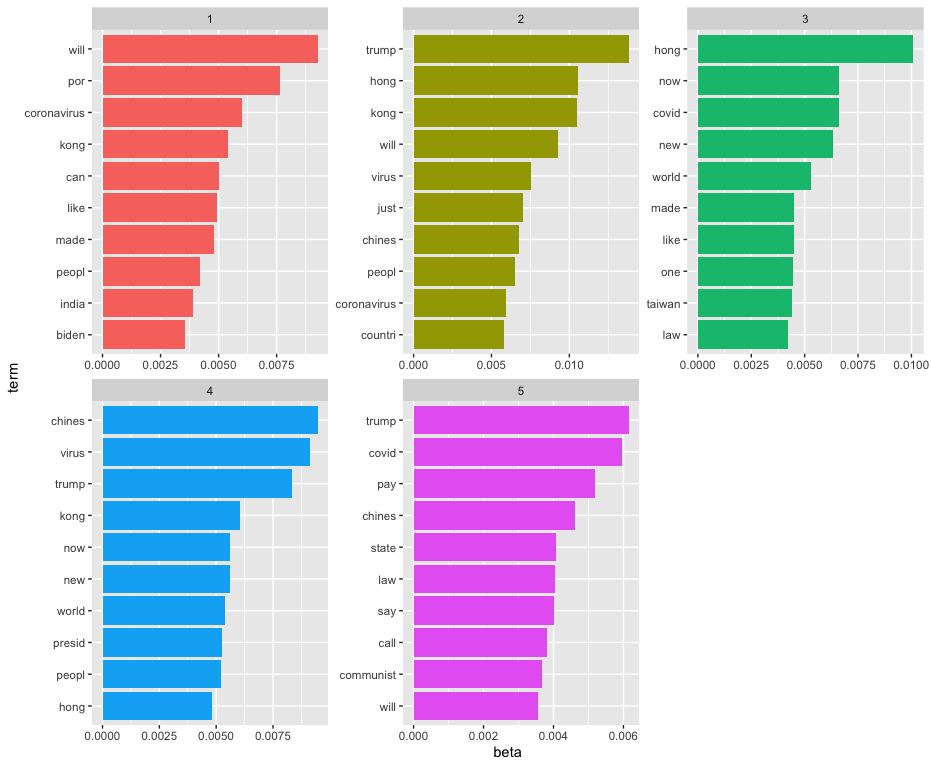 1
will
por
coronavirus
kong
can
like
made
peopl
india
biden
0.0000 0.0025 0.0050 0.0075
2
trump
hong
kong
will
virus
just
chines
peopl
coronavirus
countri
0.000 0.005 0.010
3
hong
now
covid
new
world
made
like
one
taiwan
law
0.0000 0.0025 0.0050 0.0075 0.0100
term
4
chines
virus
trump
kong
now
new
world
presid
peopl
hong
0.0000 0.0025 0.0050 0.0075
5
trump
covid
pay
chines
state
law
say
call
communist
will
0.000 0.002 0.004 0.006
beta